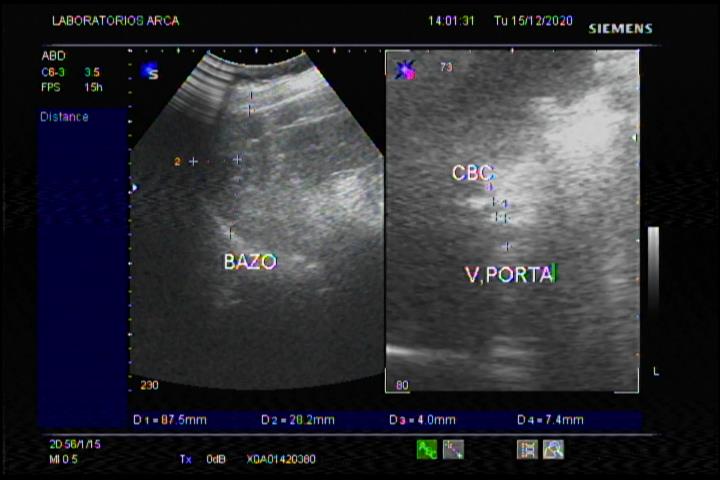 LABORATORIOS ARCA 14:01:31 Tu 15/12/2020 SIEMENS
ABD
C6-3 3.5
FPS 15h
Distance
S
73
2
CBC
BAZO
V,PORTA
230
80
L
D1=87.5mm D2=28.2mm D3=4.0mm D4=7.4mm
2D 56/1/15
MI 0.5 Tx 0dB X0A01420380